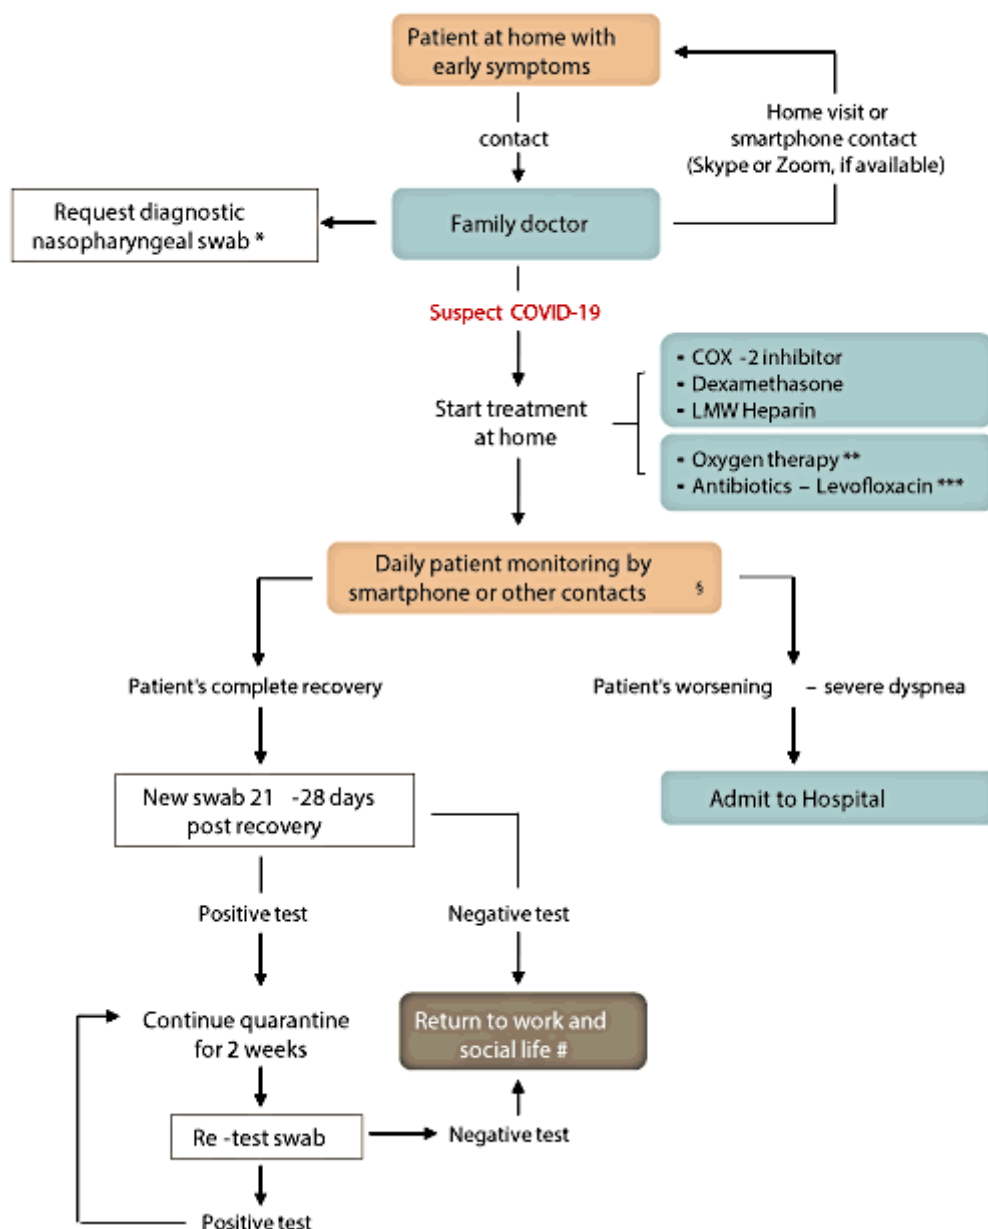 Patient at home with
early symptoms
contact
Home visit or
smartphone contact
(Skype or Zoom, if available)
Request diagnostic
nasopharyngeal swab *
Family doctor
Suspect COVID-19
Start treatment
at home
▪ COX -2 inhibitor
▪ Dexamethasone
▪ LMW Heparin
▪ Oxygen therapy **
▪ Antibiotics – Levofloxacin ***
Daily patient monitoring by
smartphone or other contacts §
Patient's complete recovery
Patient's worsening – severe dyspnea
New swab 21 -28 days
post recovery
Admit to Hospital
Positive test
Negative test
Continue quarantine
for 2 weeks
Return to work and
social life #
Re -test swab
Negative test
Positive test